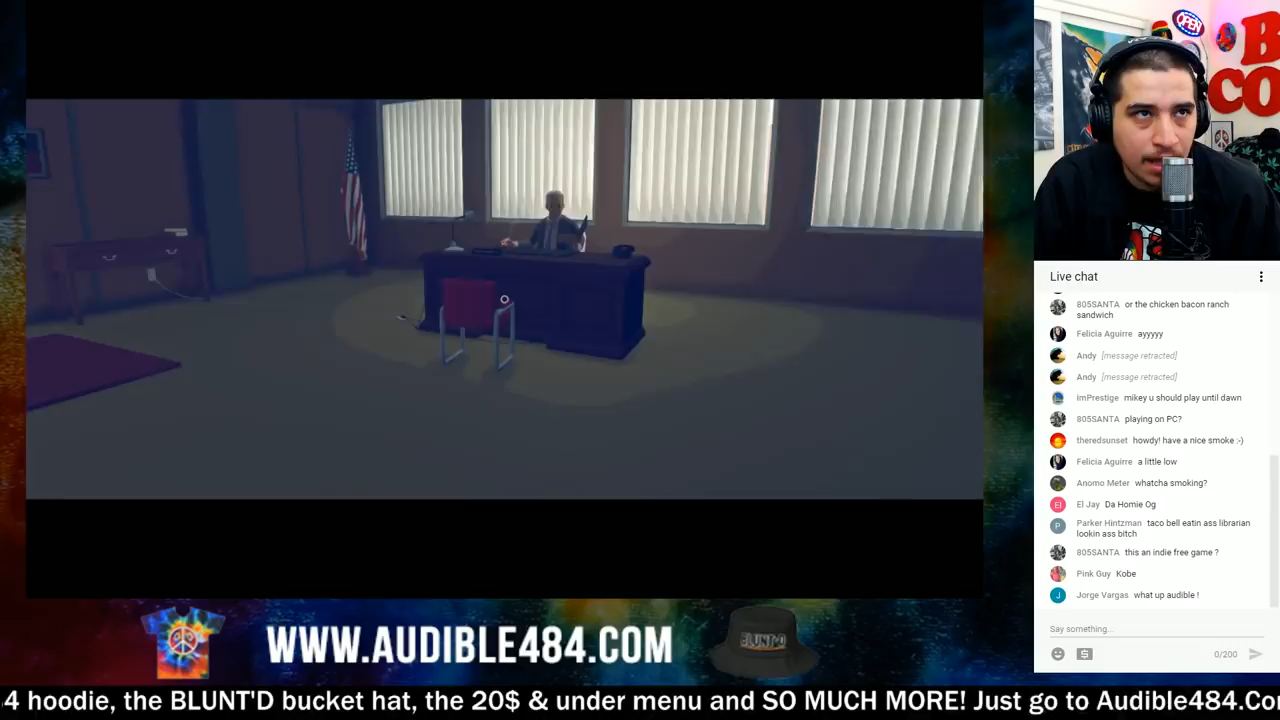 OPEN
B
CO
Live chat
805SANTA or the chicken bacon ranch
sandwich
Felicia Aguirre ayyyyy
Andy [message retracted]
Andy [message retracted]
imPrestige mikey u should play until dawn
805SANTA playing on PC?
theredsunset howdy! have a nice smoke :-)
Felicia Aguirre a little low
Anomo Meter whatcha smoking?
El Jay Da Homie Og
Parker Hintzman taco bell eatin ass librarian
lookin ass bitch
805SANTA this an indie free game ?
Pink Guy Kobe
Jorge Vargas what up audible !
Say something...
0/200
WWW.AUDIBLE484.COM
BLUNT'D
4 hoodie, the BLUNT'D bucket hat, the 20$ & under menu and SO MUCH MORE! Just go to Audible484.Co